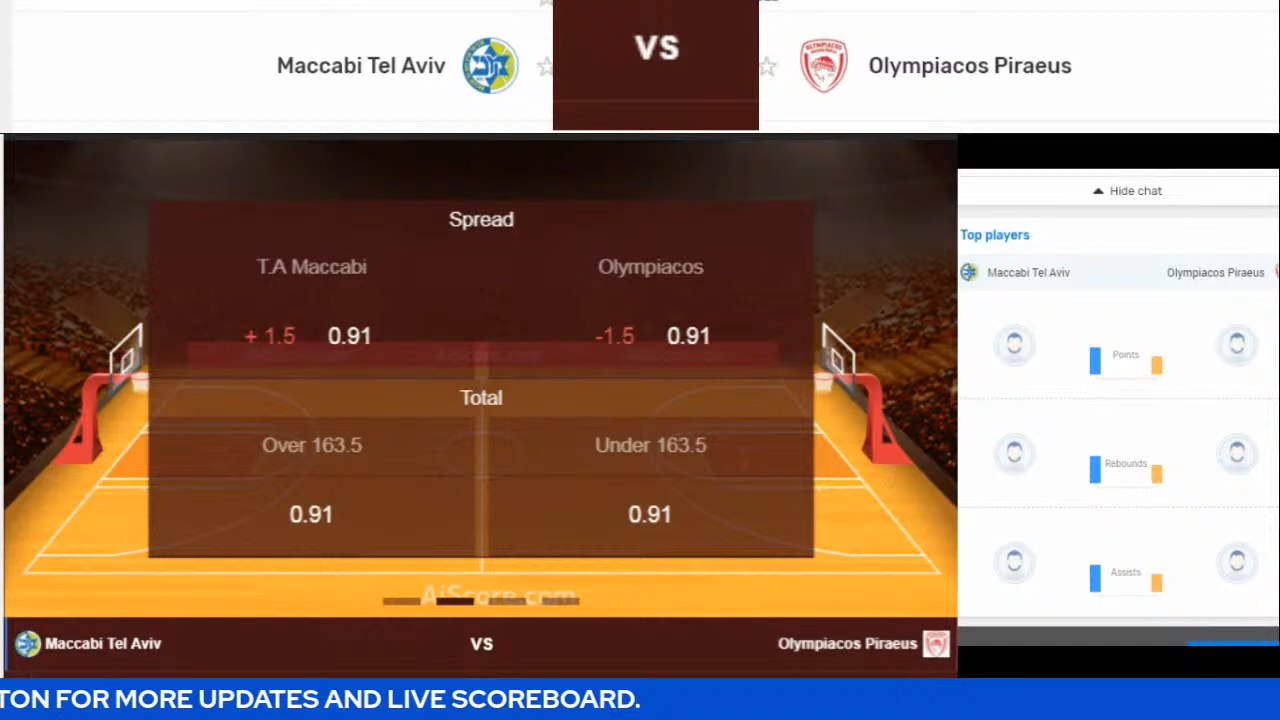 Maccabi Tel Aviv
VS
Olympiacos Piraeus
Hide chat
Top players
Maccabi Tel Aviv
Olympiacos Piraeus
Spread
T.A Maccabi
Olympiacos
+ 1.5 0.91
-1.5 0.91
Total
Over 163.5
Under 163.5
0.91
0.91
Points
Rebounds
Assists
AiScore.com
Maccabi Tel Aviv
VS
Olympiacos Piraeus
TON FOR MORE UPDATES AND LIVE SCOREBOARD.